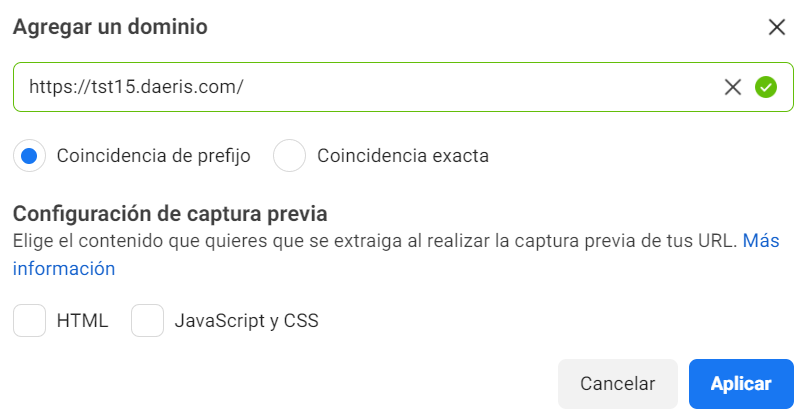 Agregar un dominio
https://tst15.daeris.com/
Coincidencia de prefijo
Coincidencia exacta
Configuración de captura previa
Elige el contenido que quieres que se extraiga al realizar la captura previa de tus URL. Más
información
HTML
JavaScript y CSS
Cancelar
Aplicar